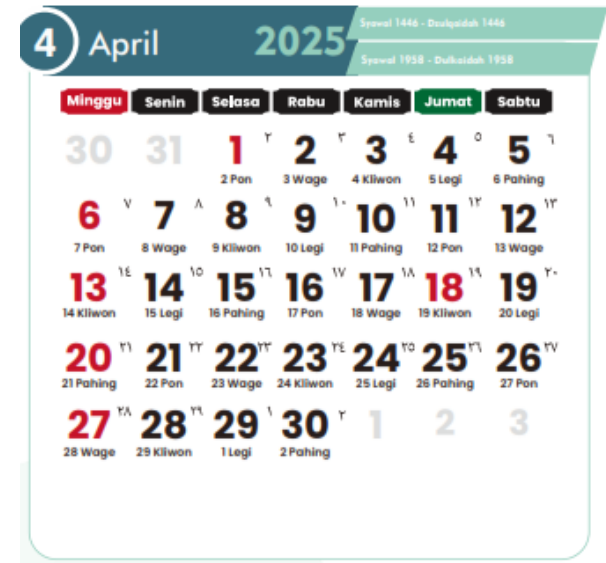 4 April 2025
Syawal 1446 - Dzulqaidah 1446
Syawal 1958 - Dulkaidah 1958
Minggu Senin Selasa Rabu Kamis Jumat Sabtu
30 31 1 ٢ 2 ٣ 3 ٤ 4 ٥ 5 ٦
2 Pon 3 Wage 4 Kliwon 5 Legi 6 Pahing
6 ٧ 7 ٨ 8 ٩ 9 ١٠ 10 ١١ 11 ١٢ 12 ١٣
7 Pon 8 Wage 9 Kliwon 10 Legi 11 Pahing 12 Pon 13 Wage
13 ١٤ 14 ١٥ 15 ١٦ 16 ١٧ 17 ١٨ 18 ١٩ 19 ٢٠
14 Kliwon 15 Legi 16 Pahing 17 Pon 18 Wage 19 Kliwon 20 Legi
20 ٢١ 21 ٢٢ 22 ٢٣ 23 ٢٤ 24 ٢٥ 25 ٢٦ 26 ٢٧
21 Pahing 22 Pon 23 Wage 24 Kliwon 25 Legi 26 Pahing 27 Pon
27 ٢٨ 28 ٢٩ 29 ١ 30 ٢ 1 2 3
28 Wage 29 Kliwon 1 Legi 2 Pahing